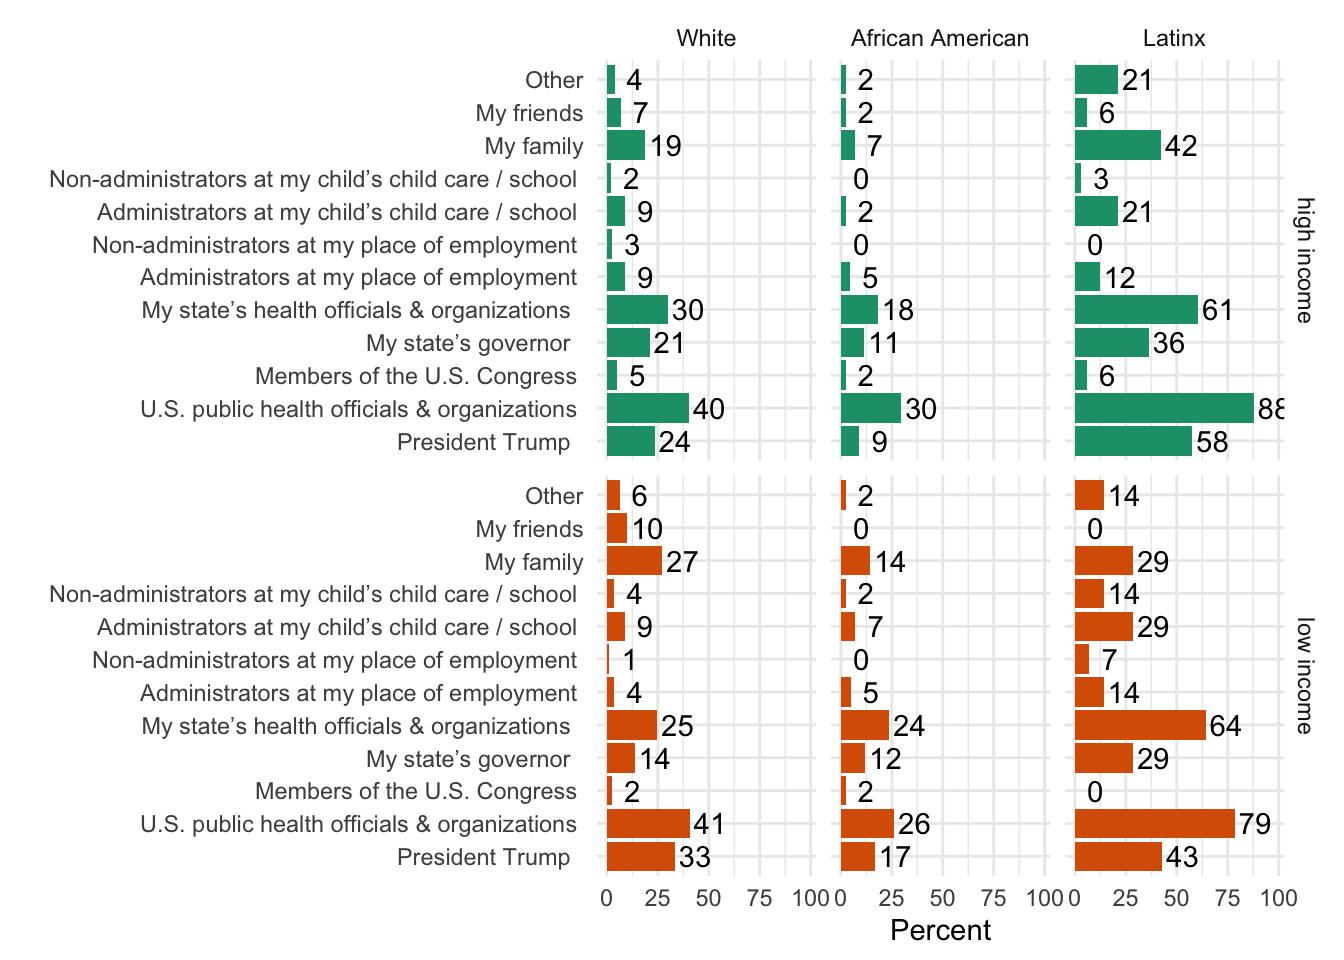 White African American Latinx
Other 4 2 21
My friends 7 2 6
My family 19 7 42
Non-administrators at my child’s child care / school 2 0 3
Administrators at my child’s child care / school 9 2 21
Non-administrators at my place of employment 3 0 0
Administrators at my place of employment 9 5 12
My state’s health officials & organizations 30 18 61
My state’s governor 21 11 36
Members of the U.S. Congress 5 2 6
U.S. public health officials & organizations 40 30 88
President Trump 24 9 58
high income
Other 6 2 14
My friends 10 0 0
My family 27 14 29
Non-administrators at my child’s child care / school 4 2 14
Administrators at my child’s child care / school 9 7 29
Non-administrators at my place of employment 1 0 7
Administrators at my place of employment 4 5 14
My state’s health officials & organizations 25 24 64
My state’s governor 14 12 29
Members of the U.S. Congress 2 2 0
U.S. public health officials & organizations 41 26 79
President Trump 33 17 43
low income
0 25 50 75 100 0 25 50 75 100 0 25 50 75 100
Percent